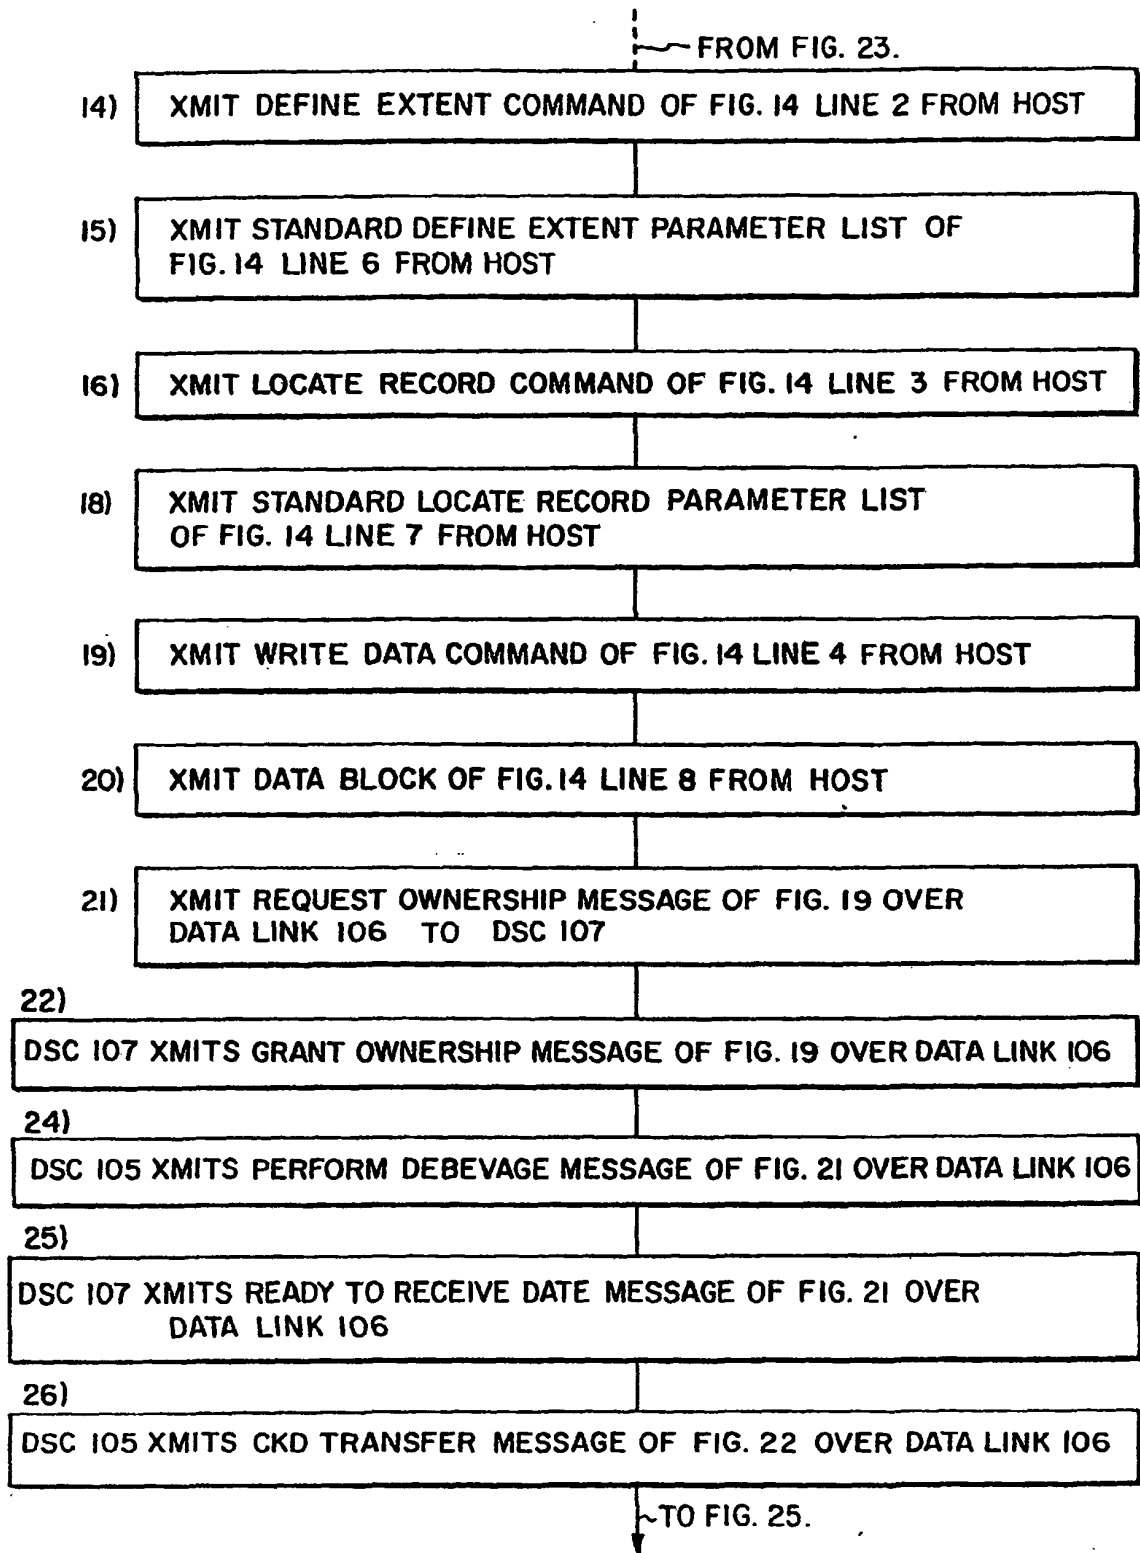 FROM FIG. 23.
14) XMIT DEFINE EXTENT COMMAND OF FIG. 14 LINE 2 FROM HOST
15) XMIT STANDARD DEFINE EXTENT PARAMETER LIST OF
FIG. 14 LINE 6 FROM HOST
16) XMIT LOCATE RECORD COMMAND OF FIG. 14 LINE 3 FROM HOST
18) XMIT STANDARD LOCATE RECORD PARAMETER LIST
OF FIG. 14 LINE 7 FROM HOST
19) XMIT WRITE DATA COMMAND OF FIG. 14 LINE 4 FROM HOST
20) XMIT DATA BLOCK OF FIG. 14 LINE 8 FROM HOST
21) XMIT REQUEST OWNERSHIP MESSAGE OF FIG. 19 OVER
DATA LINK 106 TO DSC 107
22)
DSC 107 XMITS GRANT OWNERSHIP MESSAGE OF FIG. 19 OVER DATA LINK 106
24)
DSC 105 XMITS PERFORM DEBEVAGE MESSAGE OF FIG. 21 OVER DATA LINK 106
25)
DSC 107 XMITS READY TO RECEIVE DATE MESSAGE OF FIG. 21 OVER
DATA LINK 106
26)
DSC 105 XMITS CKD TRANSFER MESSAGE OF FIG. 22 OVER DATA LINK 106
TO FIG. 25.